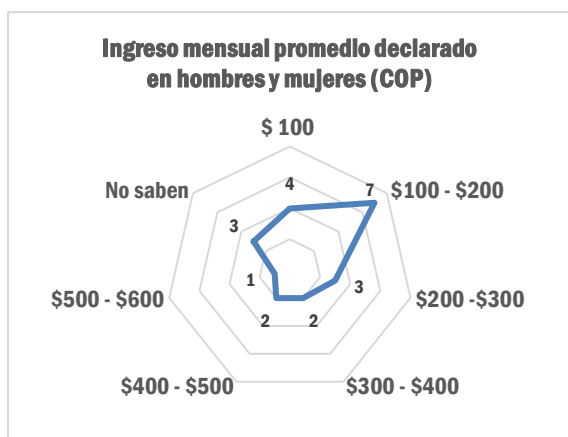 Ingreso mensual promedio declarado
en hombres y mujeres (COP)
$ 100
4
7
$100 - $200
No saben
3
3
$200 -$300
1
$500 - $600
2
2
$400 - $500
$300 - $400